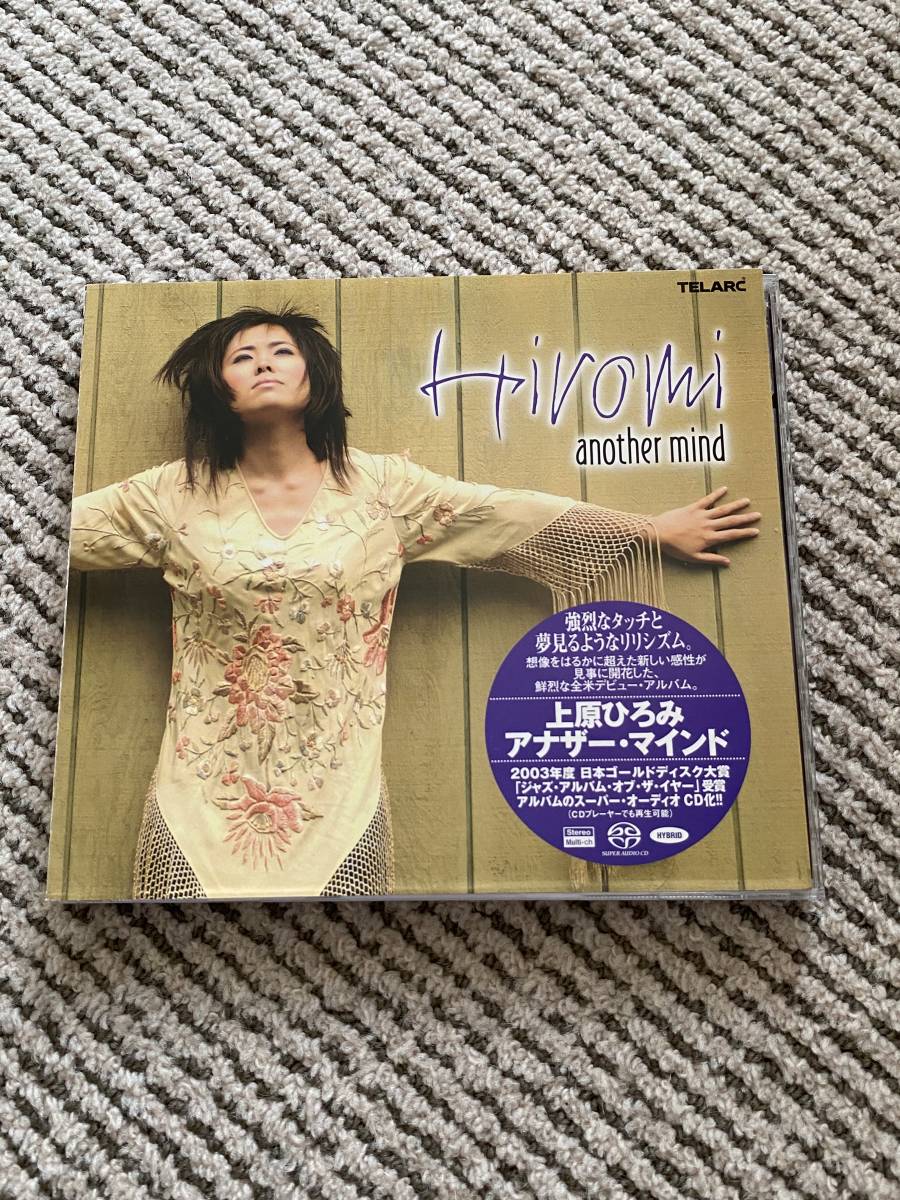 TELARC
Hiromi
another mind
強烈なタッチと
夢見るようなリリシズム。
想像をはるかに超えた新しい感性が
見事に開花した、
鮮烈な全米デビュー・アルバム。
上原ひろみ
アナザー・マインド
2003年度 日本ゴールドディスク大賞
「ジャズ・アルバム・オブ・ザ・イヤー」受賞
アルバムのスーパー・オーディオ CD化!!
(CDプレーヤーでも再生可能)
Stereo
Multi-ch
SUPER AUDIO CD
HYBRID